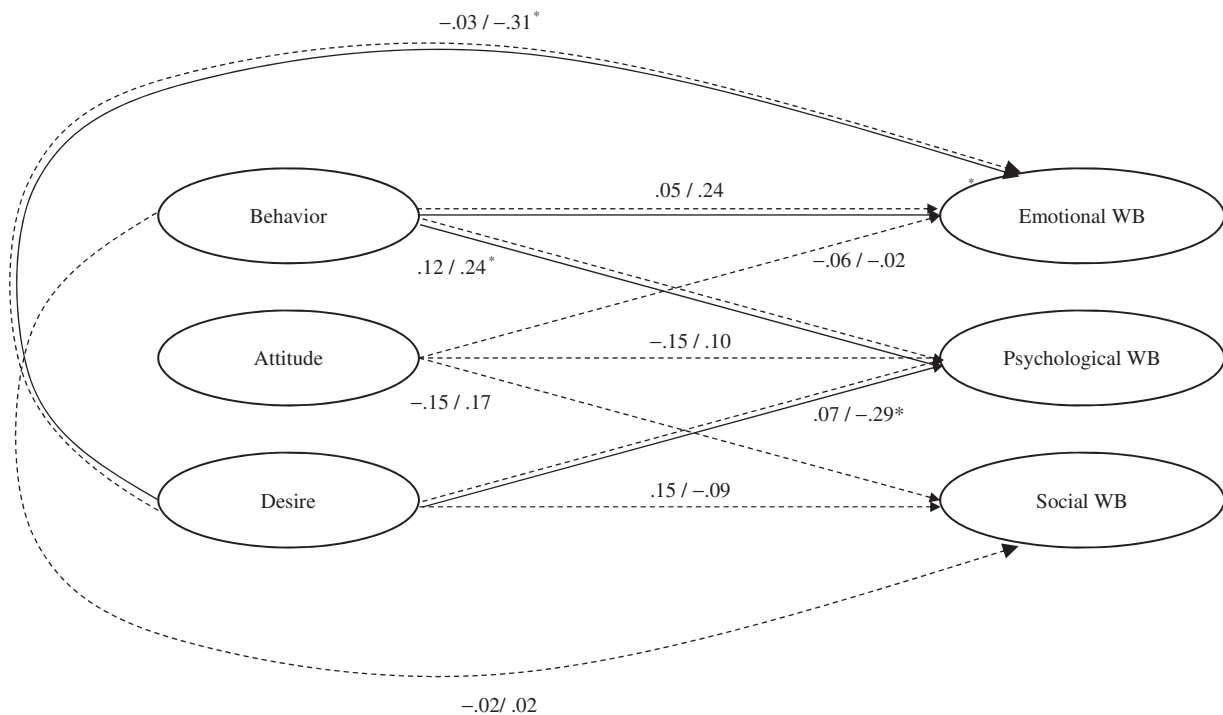 −.03 / −.31*
*
.05 / .24
Behavior
Emotional WB
.12 / .24*
−.06 / −.02
Attitude
−.15 / .10
Psychological WB
−.15 / .17
.07 / −.29*
Desire
.15 / −.09
Social WB
−.02/ .02